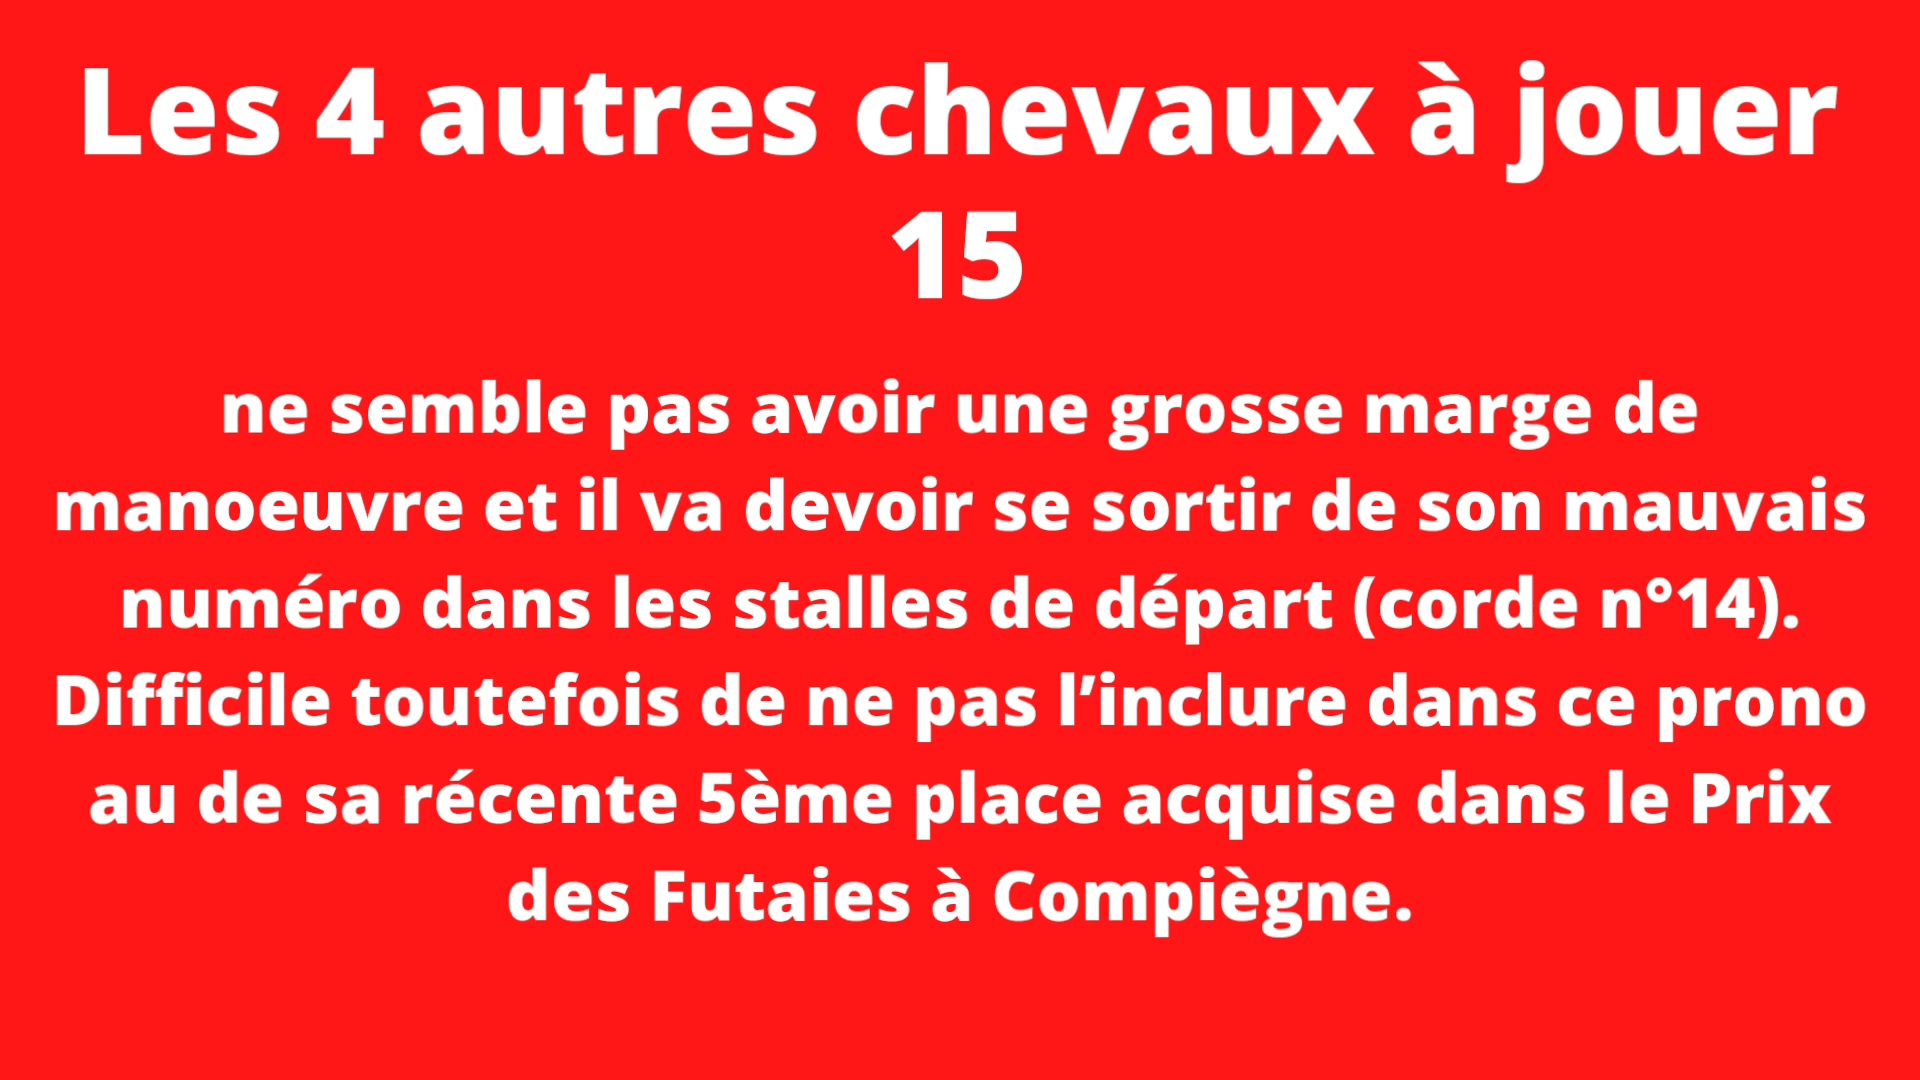 Les 4 autres chevaux à jouer
15
ne semble pas avoir une grosse marge de
manoeuvre et il va devoir se sortir de son mauvais
numéro dans les stalles de départ (corde n°14).
Difficile toutefois de ne pas l’inclure dans ce prono
au de sa récente 5ème place acquise dans le Prix
des Futaies à Compiègne.